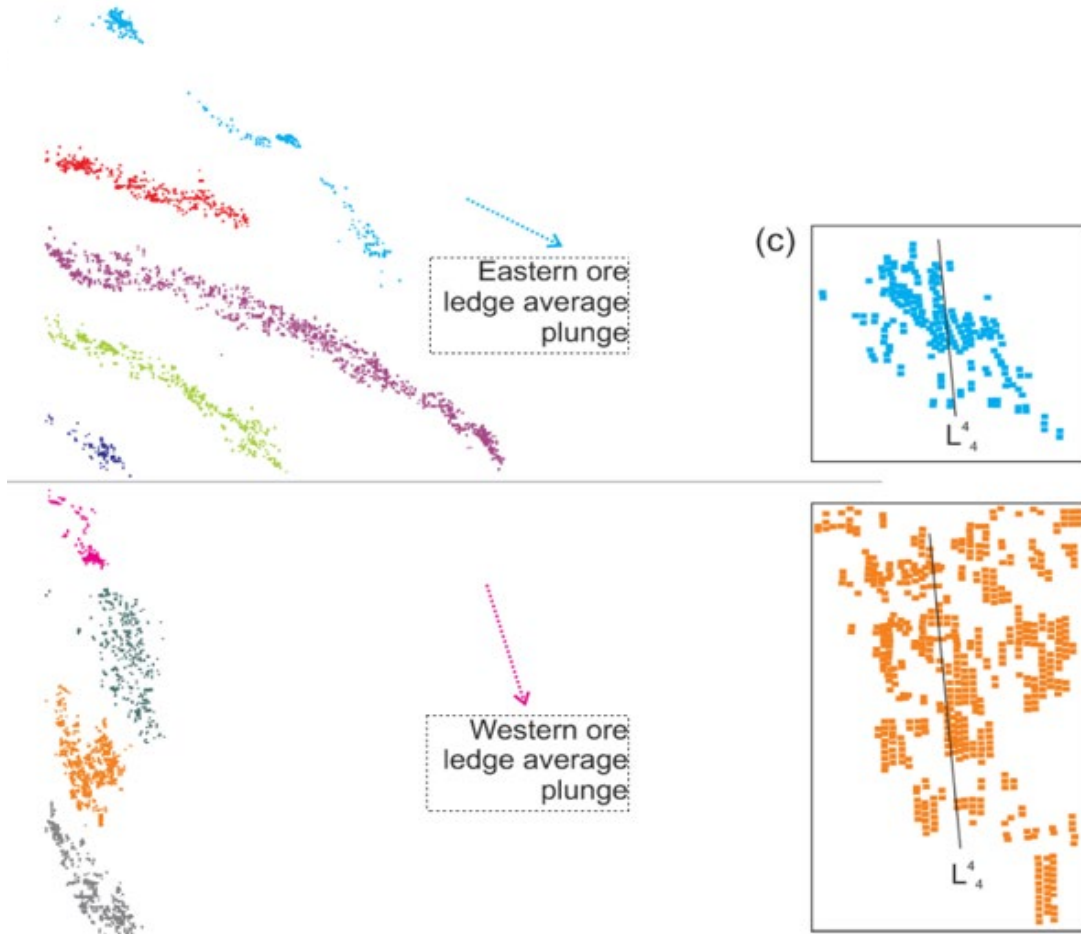 Eastern ore
ledge average
plunge
(c)
L⁴₄
Western ore
ledge average
plunge
L⁴₄